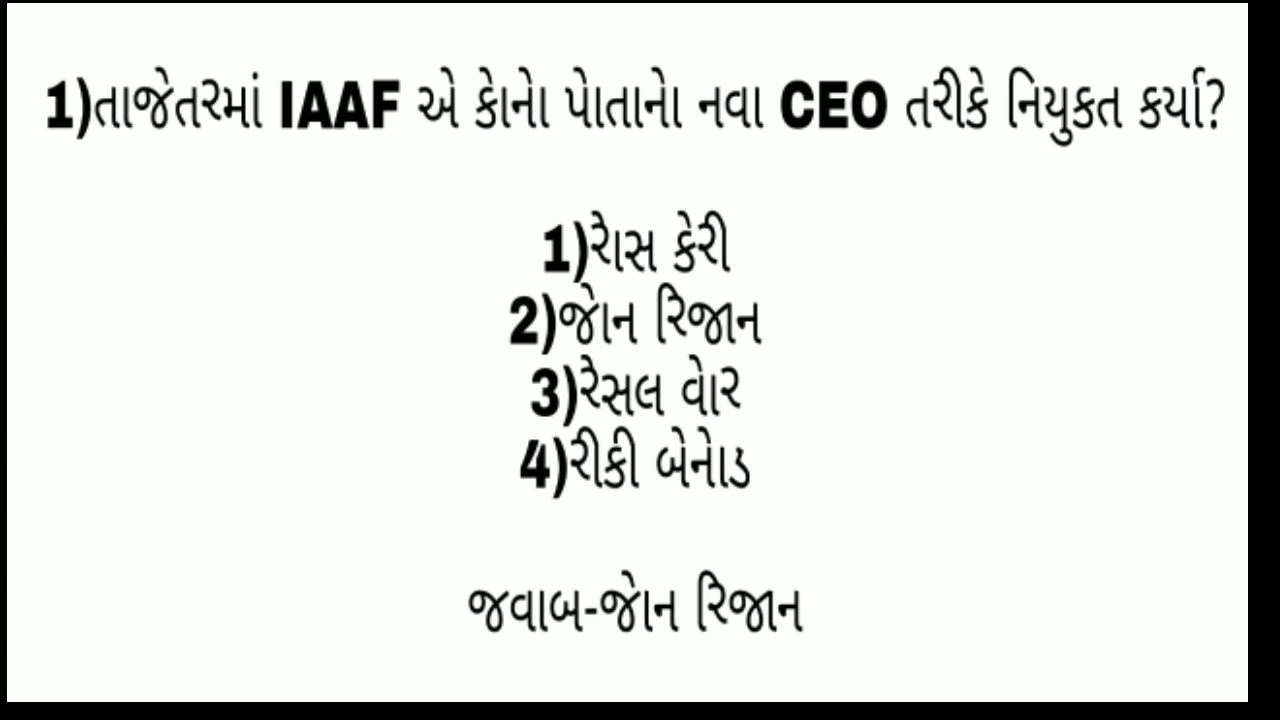 1)તાજેતરમાં IAAF એ કોનો પોતાનો નવા CEO તરીકે નિયુકત કર્યા?
1)રોસ કેરી
2)જોન રિજાન
3)રેસલ વોર
4)રીકી બેનોડ
જવાબ-જોન રિજાન